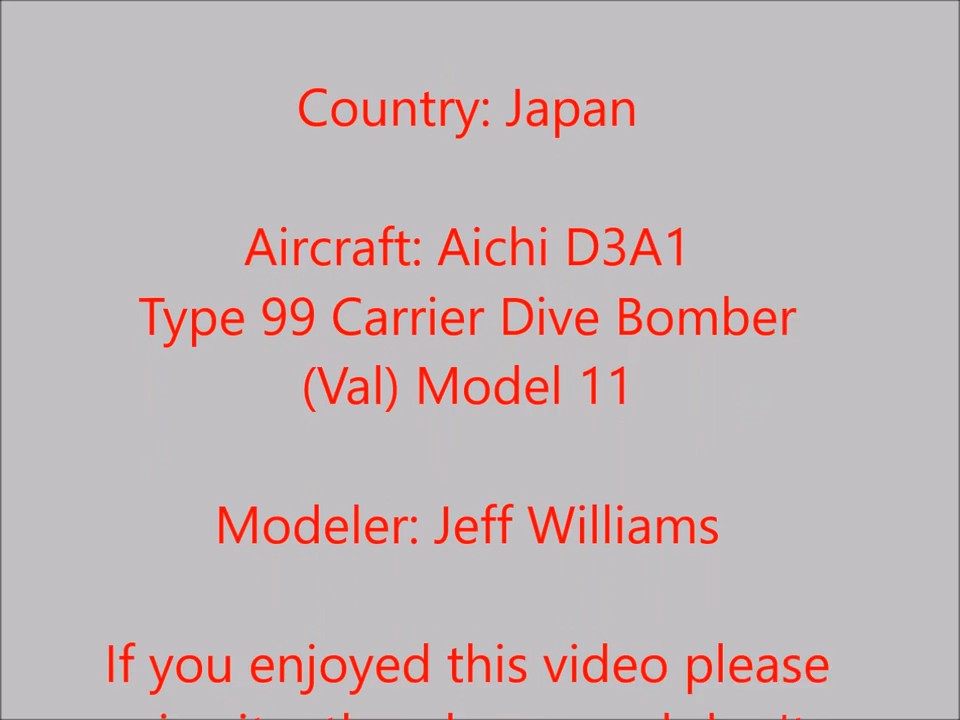 Country: Japan
Aircraft: Aichi D3A1
Type 99 Carrier Dive Bomber
(Val) Model 11
Modeler: Jeff Williams
If you enjoyed this video please